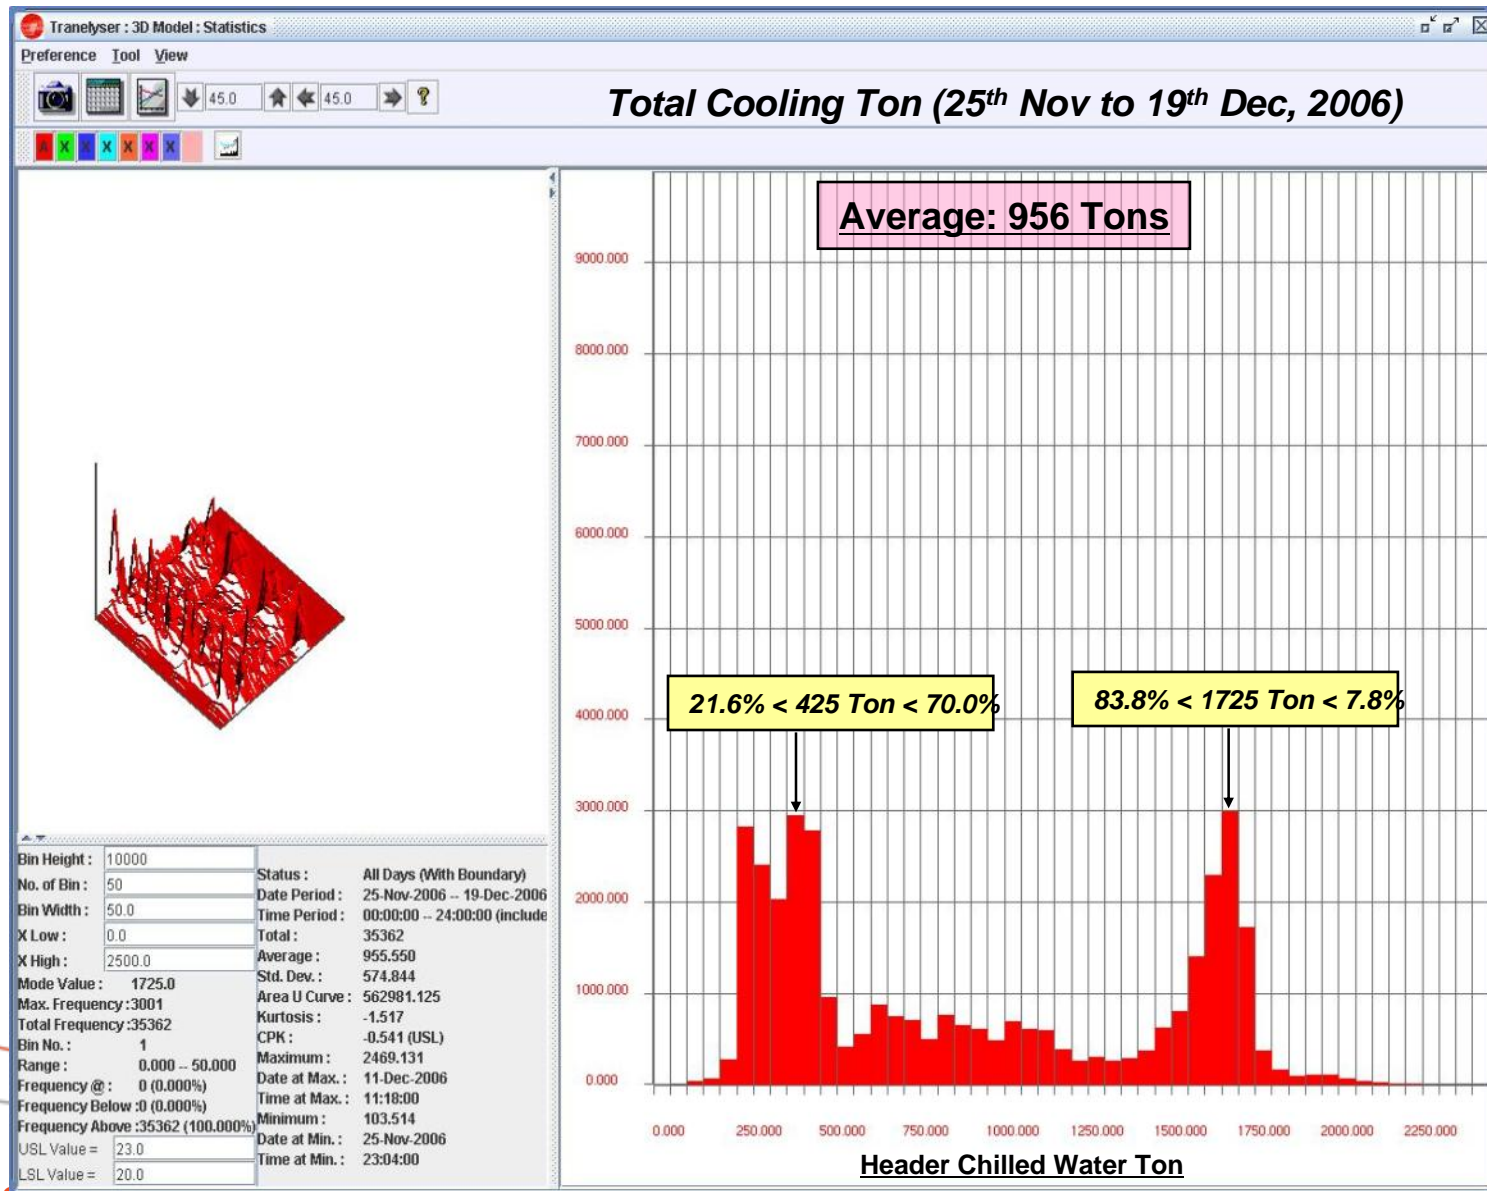 Tranelyser : 3D Model : Statistics
Preference Tool View
45.0 45.0 ?
Total Cooling Ton (25th Nov to 19th Dec, 2006)
A X X X X X X
Average: 956 Tons
9000.000
8000.000
7000.000
6000.000
5000.000
4000.000
3000.000
2000.000
1000.000
0.000
21.6% < 425 Ton < 70.0%
83.8% < 1725 Ton < 7.8%
0.000 250.000 500.000 750.000 1000.000 1250.000 1500.000 1750.000 2000.000 2250.000
Header Chilled Water Ton
Bin Height : 10000
No. of Bin : 50
Bin Width : 50.0
X Low : 0.0
X High : 2500.0
Mode Value : 1725.0
Max. Frequency :3001
Total Frequency :35362
Bin No. : 1
Range : 0.000 -- 50.000
Frequency @ : 0 (0.000%)
Frequency Below :0 (0.000%)
Frequency Above :35362 (100.000%)
USL Value = 23.0
LSL Value = 20.0
Status : All Days (With Boundary)
Date Period : 25-Nov-2006 -- 19-Dec-2006
Time Period : 00:00:00 -- 24:00:00 (include
Total : 35362
Average : 955.550
Std. Dev. : 574.844
Area U Curve : 562981.125
Kurtosis : -1.517
CPK : -0.541 (USL)
Maximum : 2469.131
Date at Max. : 11-Dec-2006
Time at Max. : 11:18:00
Minimum : 103.514
Date at Min. : 25-Nov-2006
Time at Min. : 23:04:00